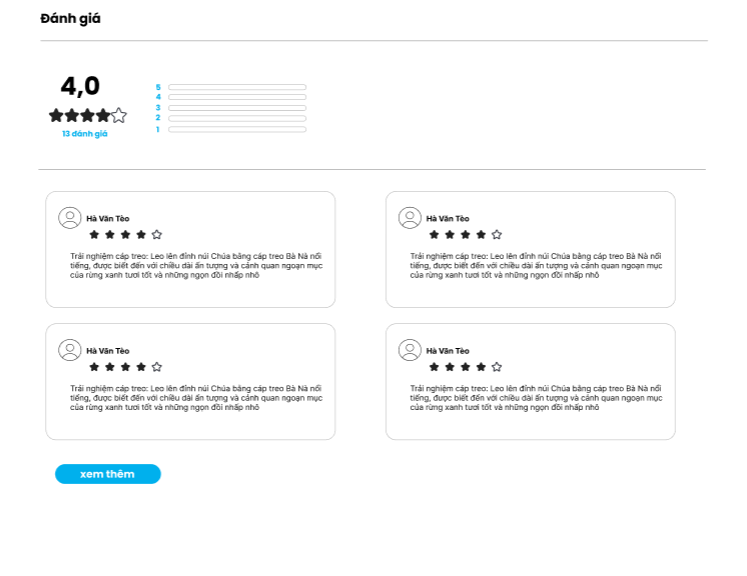 Đánh giá
4,0
13 đánh giá
5
4
3
2
1
Hà Văn Tèo
Trải nghiệm cáp treo: Leo lên đỉnh núi Chúa bằng cáp treo Bà Nà nổi
tiếng, được biết đến với chiều dài ấn tượng và cảnh quan ngoạn mục
của rừng xanh tươi tốt và những ngọn đồi nhấp nhô
Hà Văn Tèo
Trải nghiệm cáp treo: Leo lên đỉnh núi Chúa bằng cáp treo Bà Nà nổi
tiếng, được biết đến với chiều dài ấn tượng và cảnh quan ngoạn mục
của rừng xanh tươi tốt và những ngọn đồi nhấp nhô
Hà Văn Tèo
Trải nghiệm cáp treo: Leo lên đỉnh núi Chúa bằng cáp treo Bà Nà nổi
tiếng, được biết đến với chiều dài ấn tượng và cảnh quan ngoạn mục
của rừng xanh tươi tốt và những ngọn đồi nhấp nhô
Hà Văn Tèo
Trải nghiệm cáp treo: Leo lên đỉnh núi Chúa bằng cáp treo Bà Nà nổi
tiếng, được biết đến với chiều dài ấn tượng và cảnh quan ngoạn mục
của rừng xanh tươi tốt và những ngọn đồi nhấp nhô
xem thêm